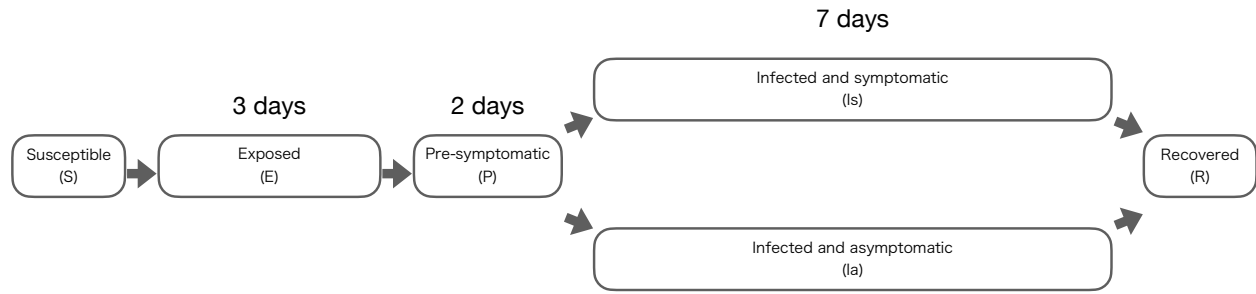 7 days
Infected and symptomatic
(Is)
3 days
2 days
Susceptible
(S)
Exposed
(E)
Pre-symptomatic
(P)
Recovered
(R)
Infected and asymptomatic
(Ia)